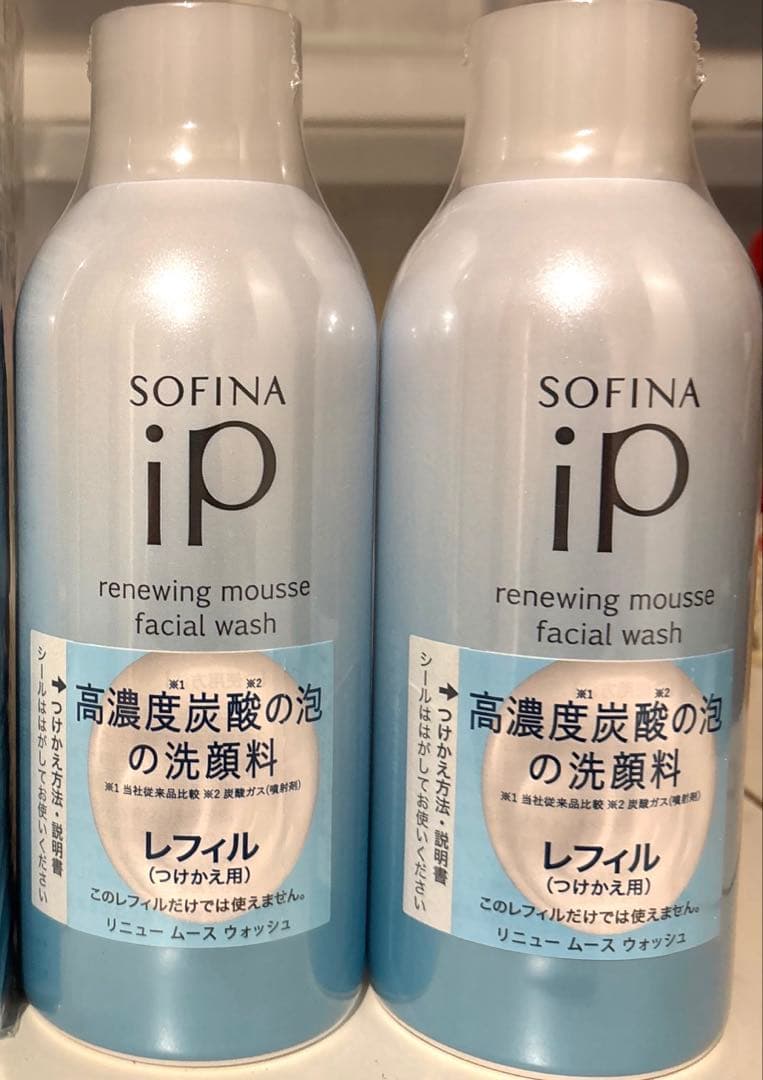 SOFINA
iP
renewing mousse
facial wash
➔つけかえ方法・説明書
シールははがしてお使いください
※1 ※2
高濃度炭酸の泡
の洗顔料
※1 当社従来品比較 ※2 炭酸ガス(噴射剤)
レフィル
(つけかえ用)
このレフィルだけでは使えません。
リニュー ムース ウォッシュ
SOFINA
iP
renewing mousse
facial wash
➔つけかえ方法・説明書
シールははがしてお使いください
※1 ※2
高濃度炭酸の泡
の洗顔料
※1 当社従来品比較 ※2 炭酸ガス(噴射剤)
レフィル
(つけかえ用)
このレフィルだけでは使えません。
リニュー ムース ウォッシュ